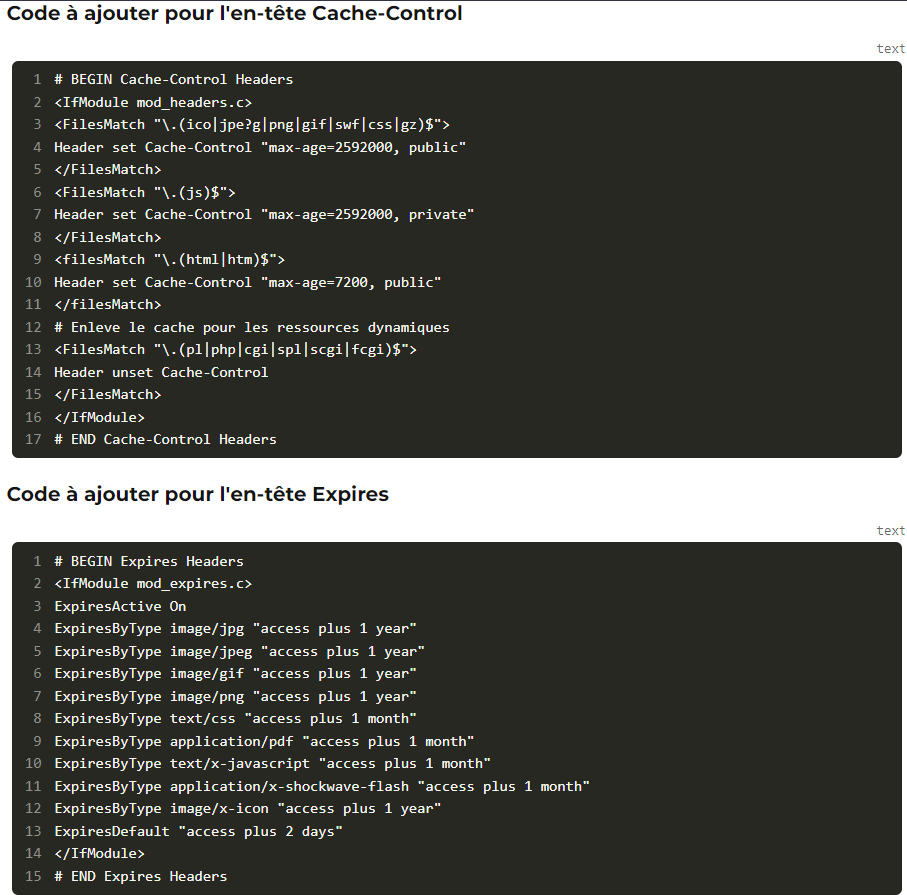 Code à ajouter pour l'en-tête Cache-Control
text
1 # BEGIN Cache-Control Headers
2 <IfModule mod_headers.c>
3 <FilesMatch "\.(ico|jpe?g|png|gif|swf|css|gz)$">
4 Header set Cache-Control "max-age=2592000, public"
5 </FilesMatch>
6 <FilesMatch "\.(js)$">
7 Header set Cache-Control "max-age=2592000, private"
8 </FilesMatch>
9 <filesMatch "\.(html|htm)$">
10 Header set Cache-Control "max-age=7200, public"
11 </filesMatch>
12 # Enleve le cache pour les ressources dynamiques
13 <FilesMatch "\.(pl|php|cgi|spl|scgi|fcgi)$">
14 Header unset Cache-Control
15 </FilesMatch>
16 </IfModule>
17 # END Cache-Control Headers
Code à ajouter pour l'en-tête Expires
text
1 # BEGIN Expires Headers
2 <IfModule mod_expires.c>
3 ExpiresActive On
4 ExpiresByType image/jpg "access plus 1 year"
5 ExpiresByType image/jpeg "access plus 1 year"
6 ExpiresByType image/gif "access plus 1 year"
7 ExpiresByType image/png "access plus 1 year"
8 ExpiresByType text/css "access plus 1 month"
9 ExpiresByType application/pdf "access plus 1 month"
10 ExpiresByType text/x-javascript "access plus 1 month"
11 ExpiresByType application/x-shockwave-flash "access plus 1 month"
12 ExpiresByType image/x-icon "access plus 1 year"
13 ExpiresDefault "access plus 2 days"
14 </IfModule>
15 # END Expires Headers